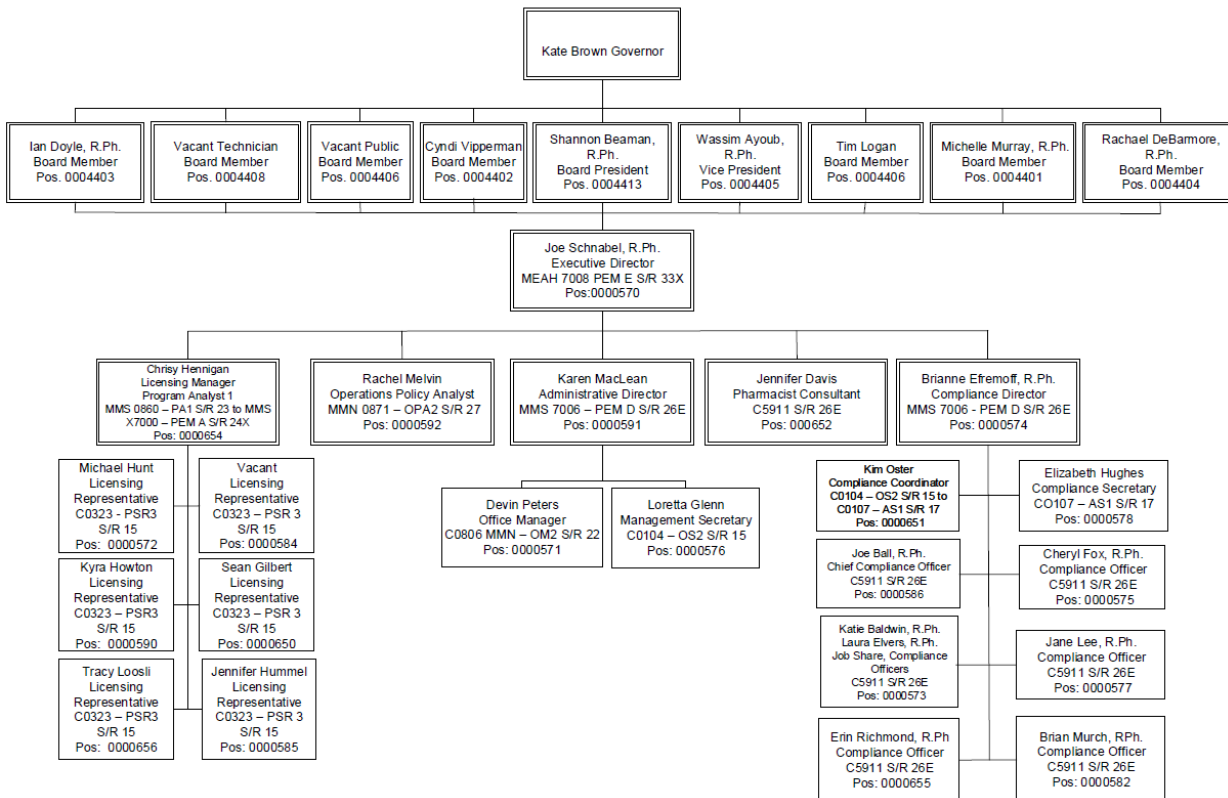 Kate Brown Governor
Ian Doyle, R.Ph.
Board Member
Pos. 0004403
Vacant Technician
Board Member
Pos. 0004408
Vacant Public
Board Member
Pos. 0004406
Cyndi Vipperman
Board Member
Pos. 0004402
Shannon Beaman,
R.Ph.
Board President
Pos. 0004413
Wassim Ayoub,
R.Ph.
Vice President
Pos. 0004405
Tim Logan
Board Member
Pos. 0004406
Michelle Murray, R.Ph.
Board Member
Pos. 0004401
Rachael DeBarmore,
R.Ph.
Board Member
Pos. 0004404
Joe Schnabel, R.Ph.
Executive Director
MEAH 7008 PEM E S/R 33X
Pos:0000570
Chrisy Hennigan
Licensing Manager
Program Analyst 1
MMS 0860 – PA1 S/R 23 to MMS
X7000 – PEM A S/R 24X
Pos: 0000654
Rachel Melvin
Operations Policy Analyst
MMN 0871 – OPA2 S/R 27
Pos: 0000592
Karen MacLean
Administrative Director
MMS 7006 – PEM D S/R 26E
Pos: 0000591
Jennifer Davis
Pharmacist Consultant
C5911 S/R 26E
Pos: 000652
Brianne Efremoff, R.Ph.
Compliance Director
MMS 7006 - PEM D S/R 26E
Pos: 0000574
Michael Hunt
Licensing
Representative
C0323 - PSR3
S/R 15
Pos: 0000572
Vacant
Licensing
Representative
C0323 – PSR 3
S/R 15
Pos: 0000584
Kyra Howton
Licensing
Representative
C0323 – PSR3
S/R 15
Pos: 0000590
Sean Gilbert
Licensing
Representative
C0323 – PSR 3
S/R 15
Pos: 0000650
Tracy Loosli
Licensing
Representative
C0323 – PSR3
S/R 15
Pos: 0000656
Jennifer Hummel
Licensing
Representative
C0323 – PSR 3
S/R 15
Pos: 0000585
Devin Peters
Office Manager
C0806 MMN – OM2 S/R 22
Pos: 0000571
Loretta Glenn
Management Secretary
C0104 – OS2 S/R 15
Pos: 0000576
Kim Oster
Compliance Coordinator
C0104 – OS2 S/R 15 to
C0107 – AS1 S/R 17
Pos: 0000651
Elizabeth Hughes
Compliance Secretary
CO107 – AS1 S/R 17
Pos: 0000578
Joe Ball, R.Ph.
Chief Compliance Officer
C5911 S/R 26E
Pos: 0000586
Cheryl Fox, R.Ph.
Compliance Officer
C5911 S/R 26E
Pos: 0000575
Katie Baldwin, R.Ph.
Laura Elvers, R.Ph.
Job Share, Compliance
Officers
C5911 S/R 26E
Pos: 0000573
Jane Lee, R.Ph.
Compliance Officer
C5911 S/R 26E
Pos: 0000577
Erin Richmond, R.Ph
Compliance Officer
C5911 S/R 26E
Pos: 0000655
Brian Murch, RPh.
Compliance Officer
C5911 S/R 26E
Pos: 0000582